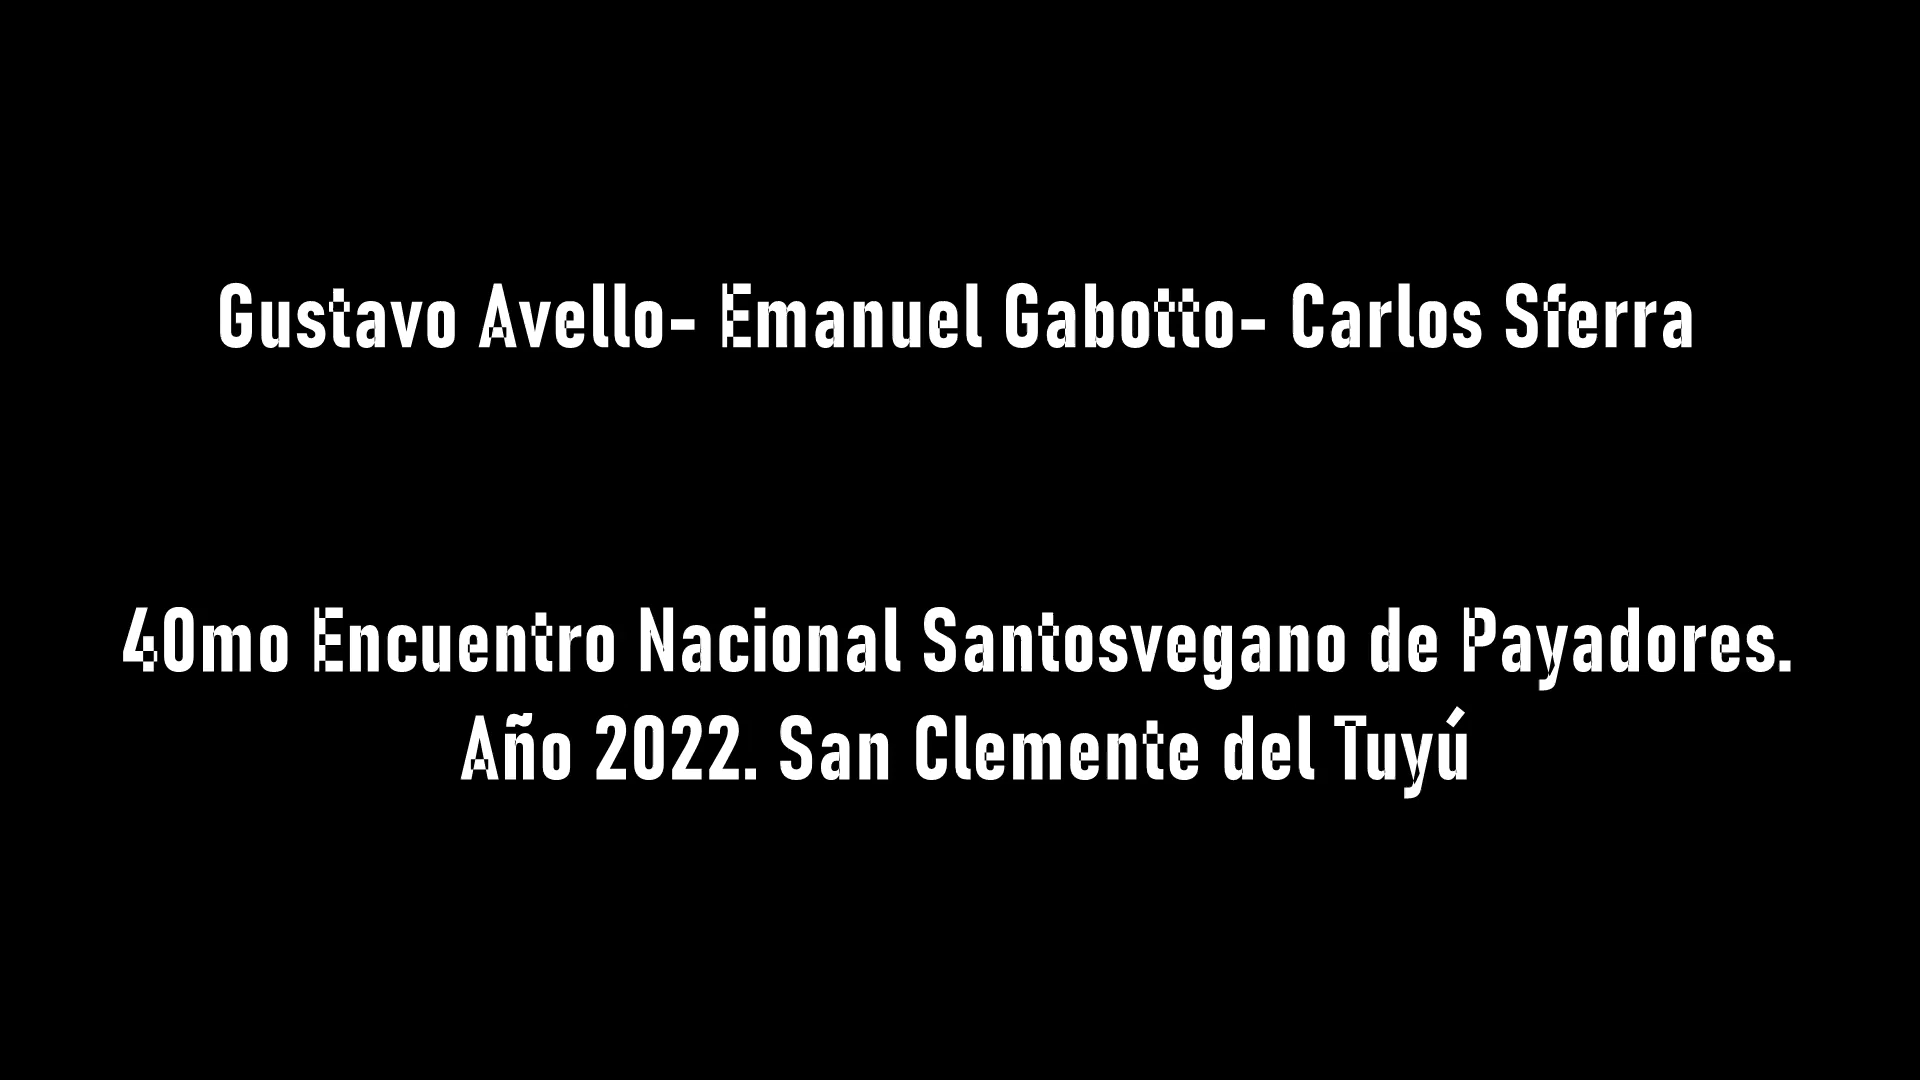 Gustavo Avello- Emanuel Gabotto- Carlos Sferra
40mo Encuentro Nacional Santosvegano de Payadores.
Año 2022. San Clemente del Tuyú